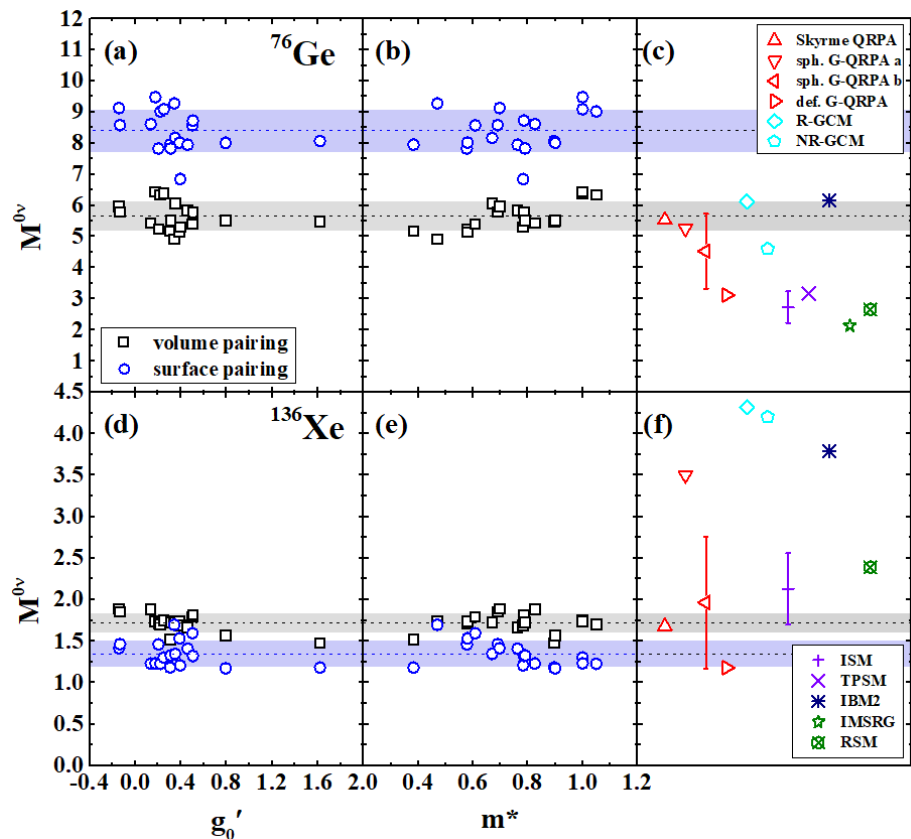 (a)
⁷⁶Ge
(b)
(c)
Skyrme QRPA
sph. G-QRPA a
sph. G-QRPA b
def. G-QRPA
R-GCM
NR-GCM
12
11
10
9
8
7
6
5
4
3
2
1
M⁰ᵛ
volume pairing
surface pairing
4.5
(d)
¹³⁶Xe
(e)
(f)
4.0
3.5
3.0
2.5
2.0
1.5
1.0
0.5
0.0
M⁰ᵛ
ISM
TPSM
IBM2
IMSRG
RSM
-0.4 0.0 0.4 0.8 1.2 1.6 2.0 0.4 0.6 0.8 1.0 1.2
g₀′
m*